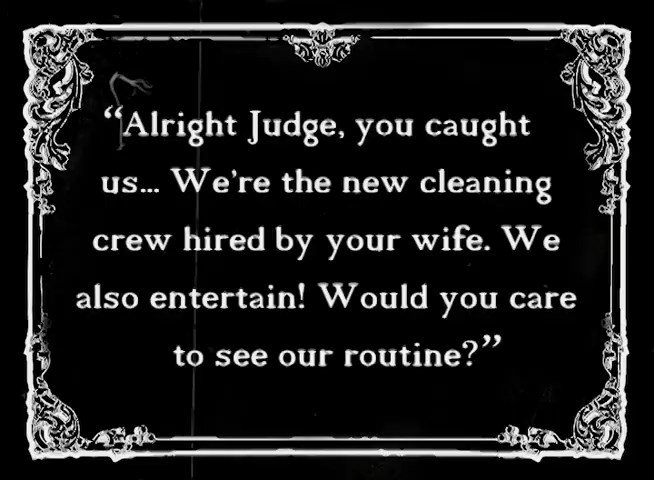 “Alright Judge, you caught
us... We're the new cleaning
crew hired by your wife. We
also entertain! Would you care
to see our routine?”